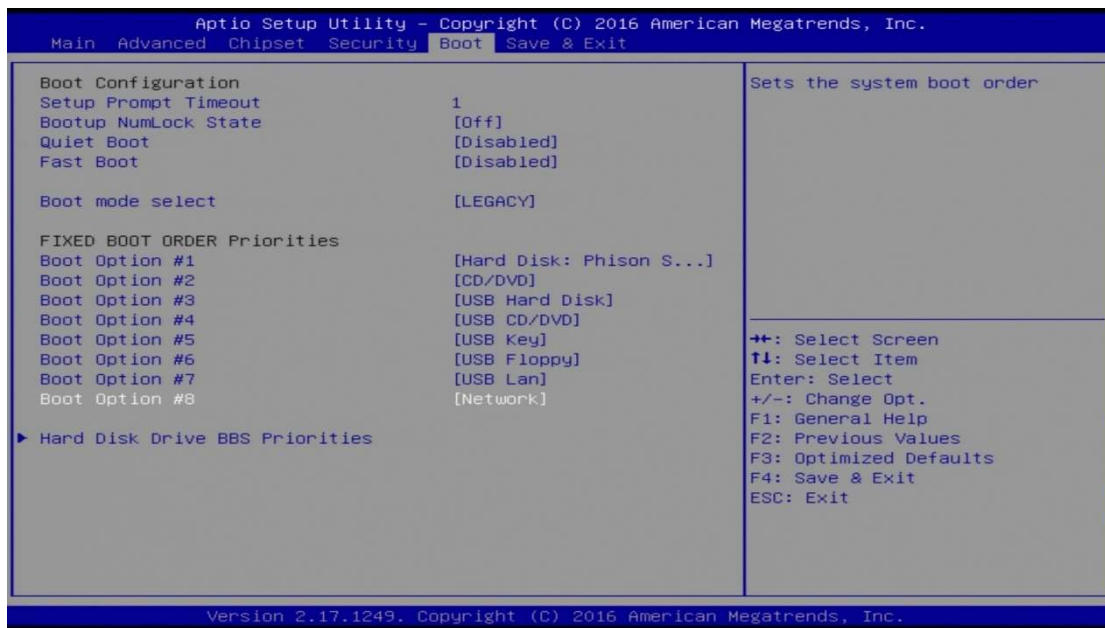 Aptio Setup Utility – Copyright (C) 2016 American Megatrends, Inc.
Main Advanced Chipset Security Boot Save & Exit
Boot Configuration
Setup Prompt Timeout 1
Bootup NumLock State [Off]
Quiet Boot [Disabled]
Fast Boot [Disabled]
Boot mode select [LEGACY]
FIXED BOOT ORDER Priorities
Boot Option #1 [Hard Disk: Phison S...]
Boot Option #2 [CD/DVD]
Boot Option #3 [USB Hard Disk]
Boot Option #4 [USB CD/DVD]
Boot Option #5 [USB Key]
Boot Option #6 [USB Floppy]
Boot Option #7 [USB Lan]
Boot Option #8 [Network]
▶ Hard Disk Drive BBS Priorities
Sets the system boot order
→←: Select Screen
↑↓: Select Item
Enter: Select
+/-: Change Opt.
F1: General Help
F2: Previous Values
F3: Optimized Defaults
F4: Save & Exit
ESC: Exit
Version 2.17.1249. Copyright (C) 2016 American Megatrends, Inc.